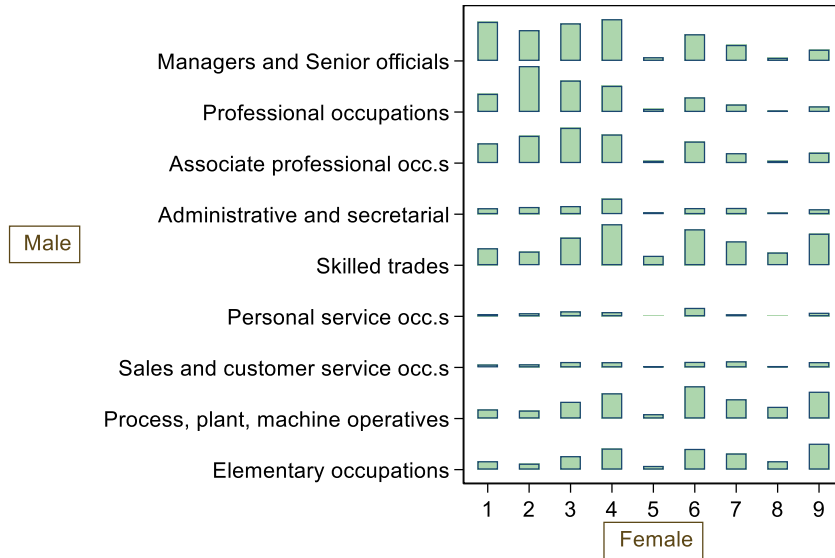 Managers and Senior officials
Professional occupations
Associate professional occ.s
Administrative and secretarial
Male
Skilled trades
Personal service occ.s
Sales and customer service occ.s
Process, plant, machine operatives
Elementary occupations
1 2 3 4 5 6 7 8 9
Female